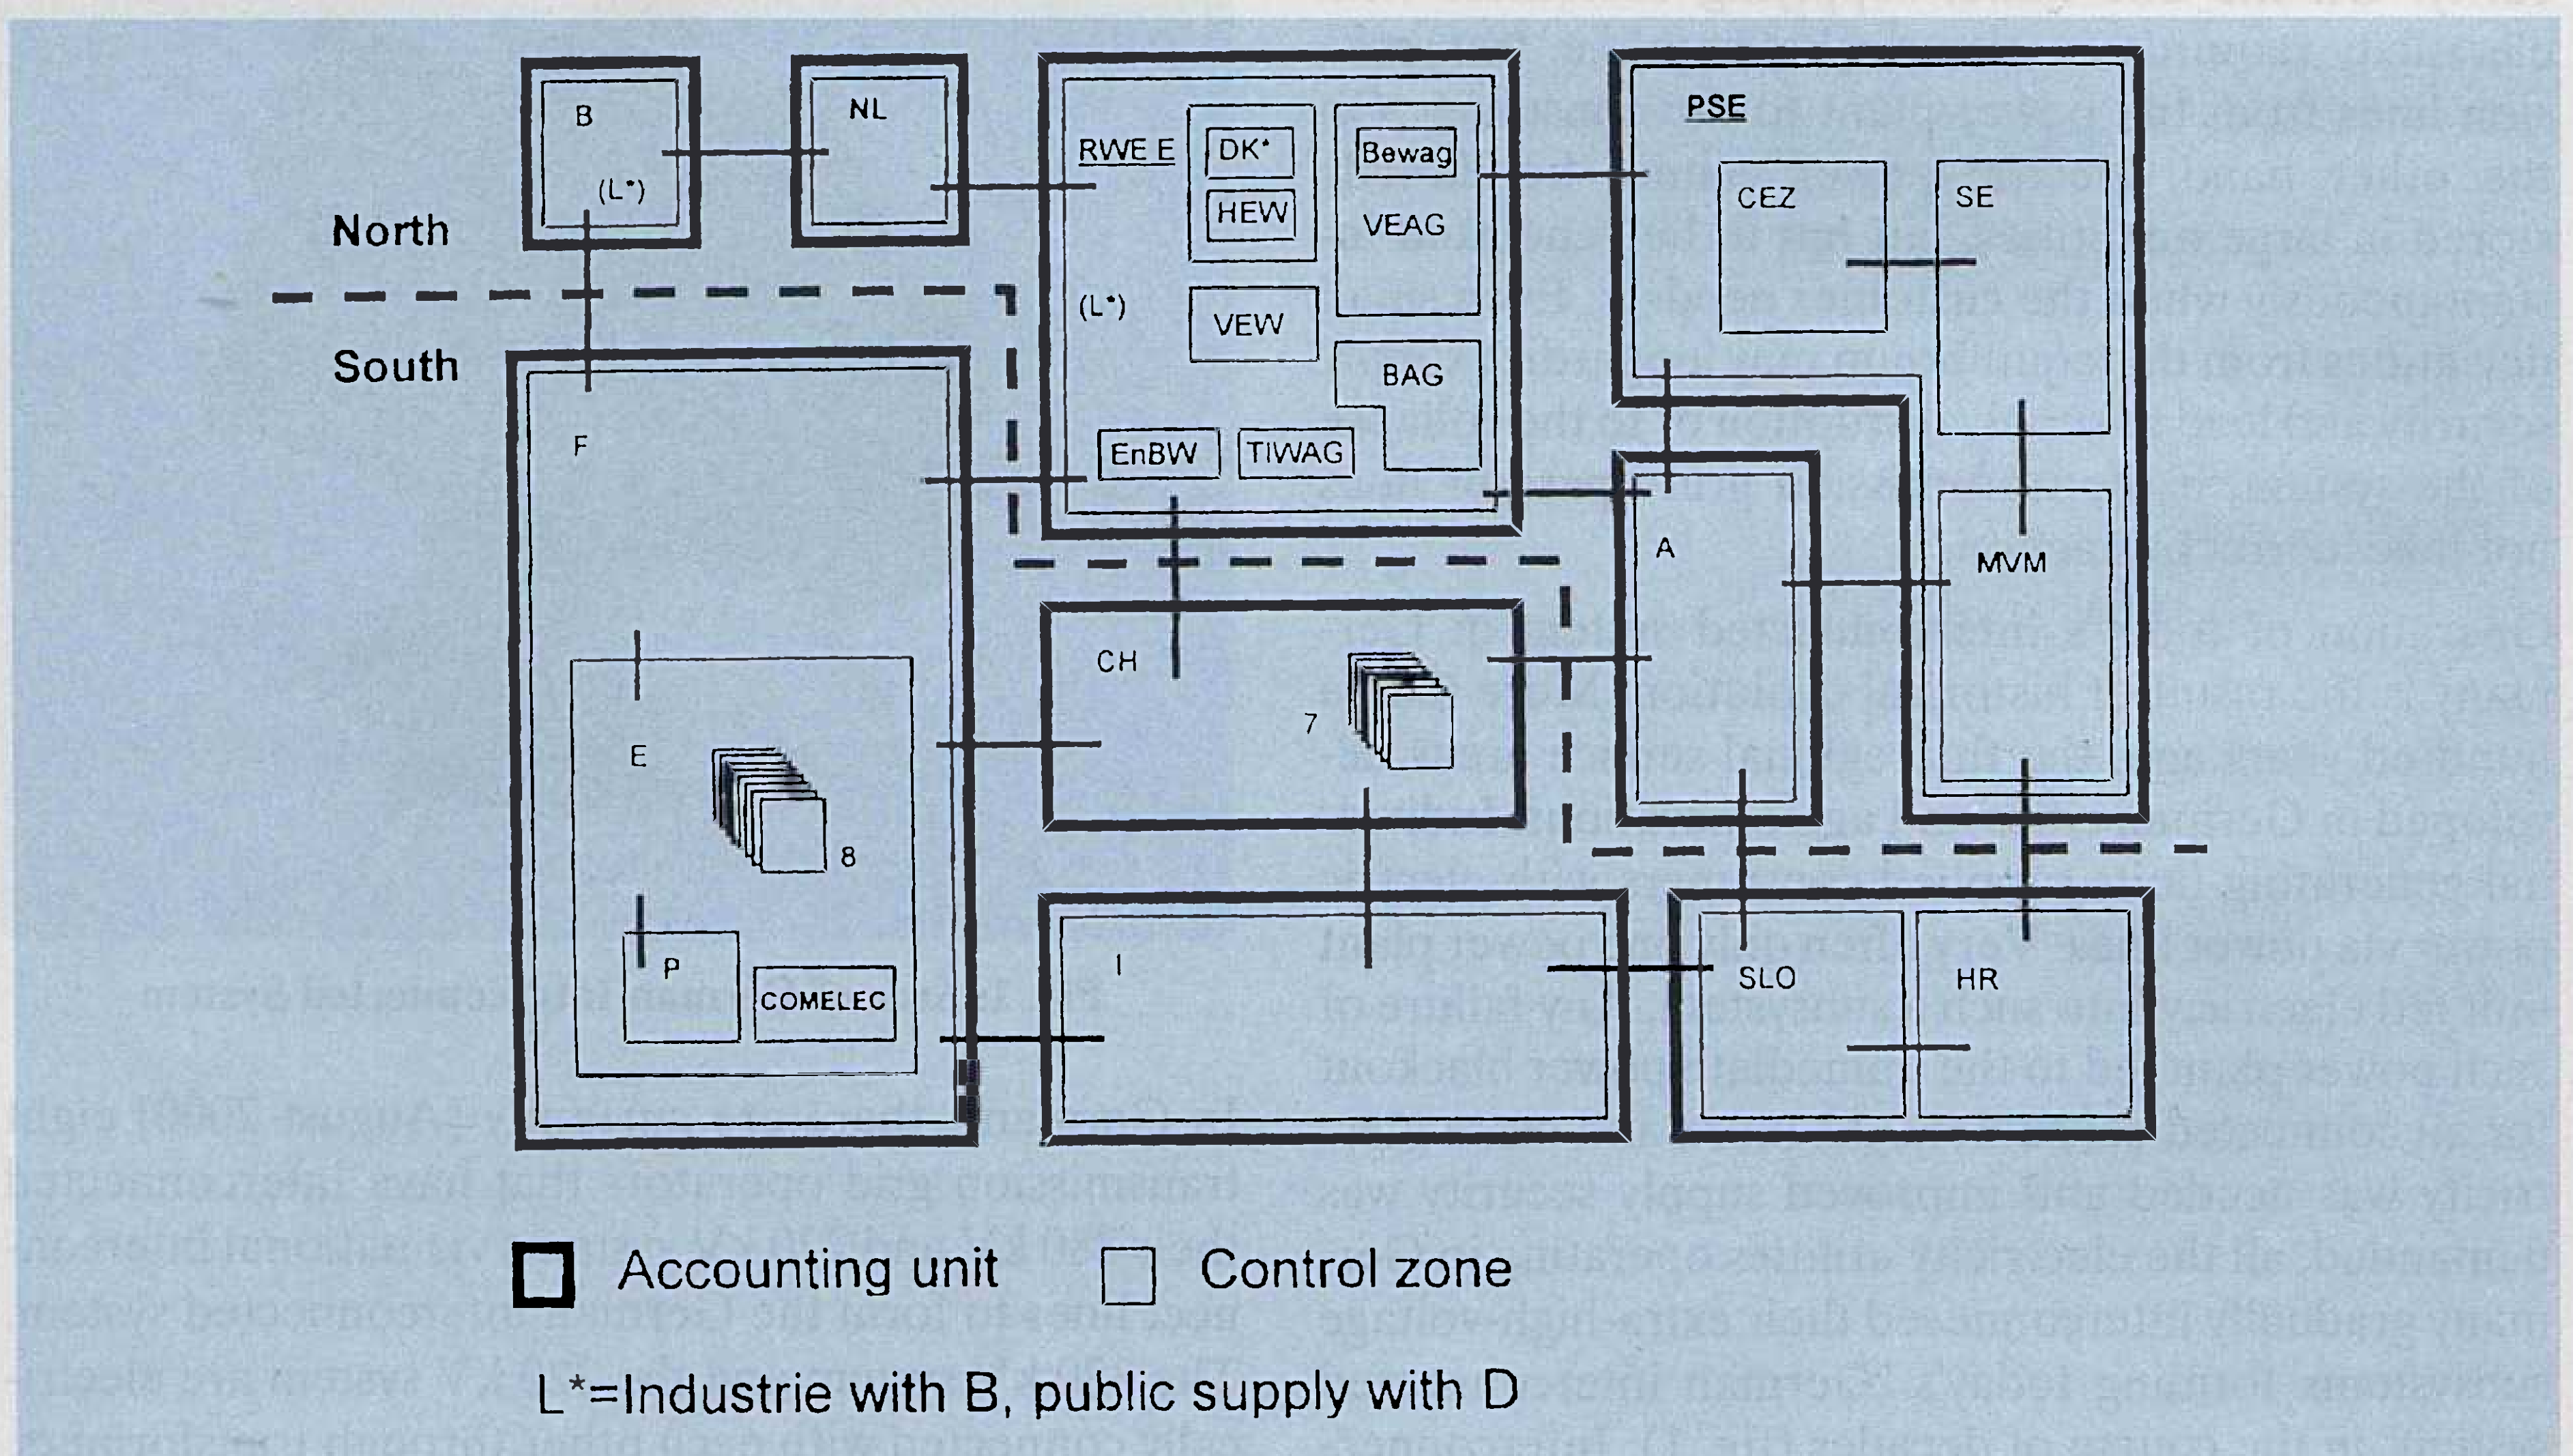 B
(L*)
NL
RWE E
DK*
HEW
Bewag
VEAG
(L*)
VEW
BAG
EnBW
TIWAG
PSE
CEZ
SE
North
South
F
A
MVM
CH
7
E
8
P
COMELEC
I
SLO
HR
Accounting unit
Control zone
L*=Industrie with B, public supply with D